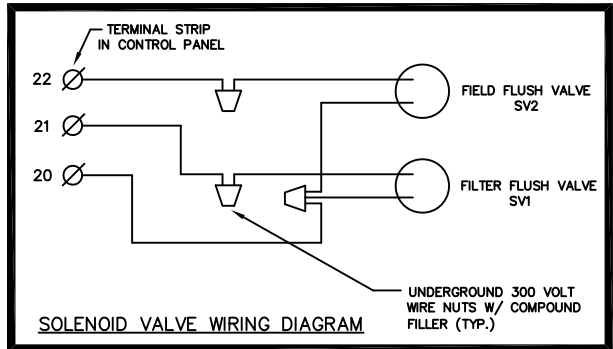 TERMINAL STRIP
IN CONTROL PANEL
22
FIELD FLUSH VALVE
SV2
21
20
FILTER FLUSH VALVE
SV1
UNDERGROUND 300 VOLT
WIRE NUTS W/ COMPOUND
FILLER (TYP.)
SOLENOID VALVE WIRING DIAGRAM